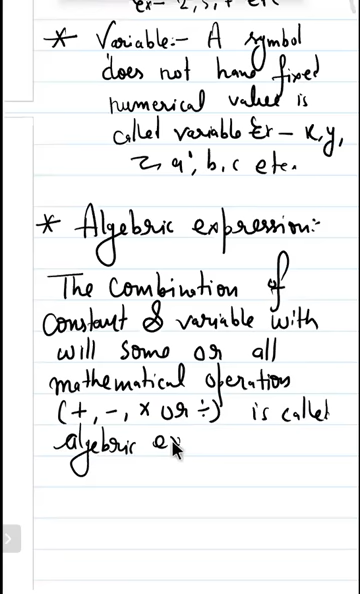 ex- 2, 5, 7 etc
* Variable:- A symbol
does not have fixed
numerical value is
called variable Ex - x, y,
z, a, b, c etc.
* Algebric expression:-
The Combination of
Constant & variable with
will some or all
mathematical operation
(+, -, × or ÷) is called
algebric ex